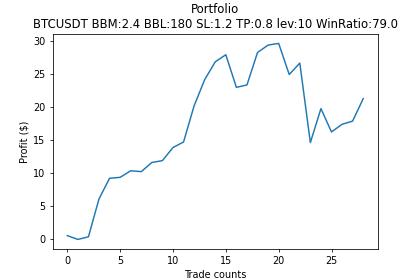 Portfolio
BTCUSDT BBM:2.4 BBL:180 SL:1.2 TP:0.8 lev:10 WinRatio:79.0
30
25
20
15
10
5
0
Profit ($)
0 5 10 15 20 25
Trade counts